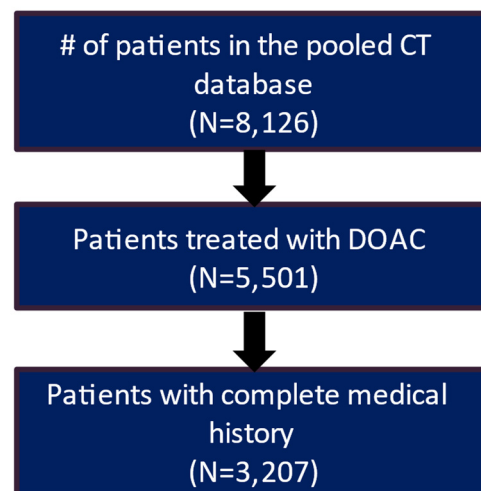 # of patients in the pooled CT
database
(N=8,126)
Patients treated with DOAC
(N=5,501)
Patients with complete medical
history
(N=3,207)